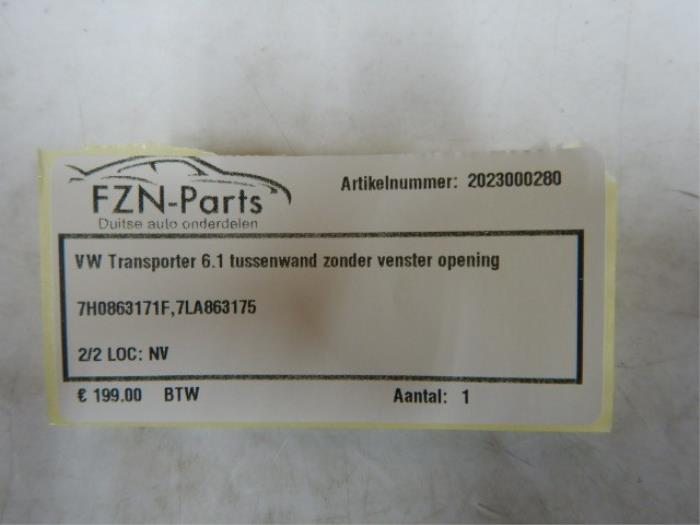 FZN-Parts
Duitse auto onderdelen
Artikelnummer: 2023000280
VW Transporter 6.1 tussenwand zonder venster opening
7H0863171F,7LA863175
2/2 LOC: NV
€ 199.00 BTW Aantal: 1